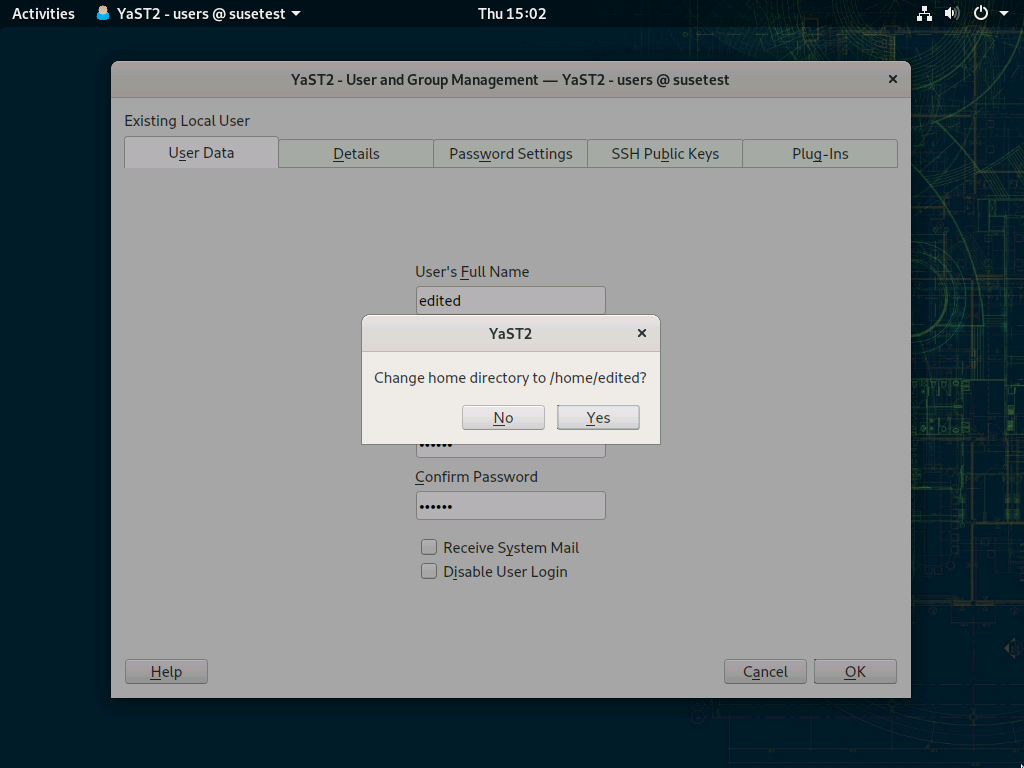 Activities YaST2 - users @ susetest Thu 15:02
YaST2 - User and Group Management — YaST2 - users @ susetest
Existing Local User
User Data Details Password Settings SSH Public Keys Plug-Ins
User's Full Name
edited
YaST2
Change home directory to /home/edited?
No Yes
Confirm Password
Receive System Mail
Disable User Login
Help Cancel OK